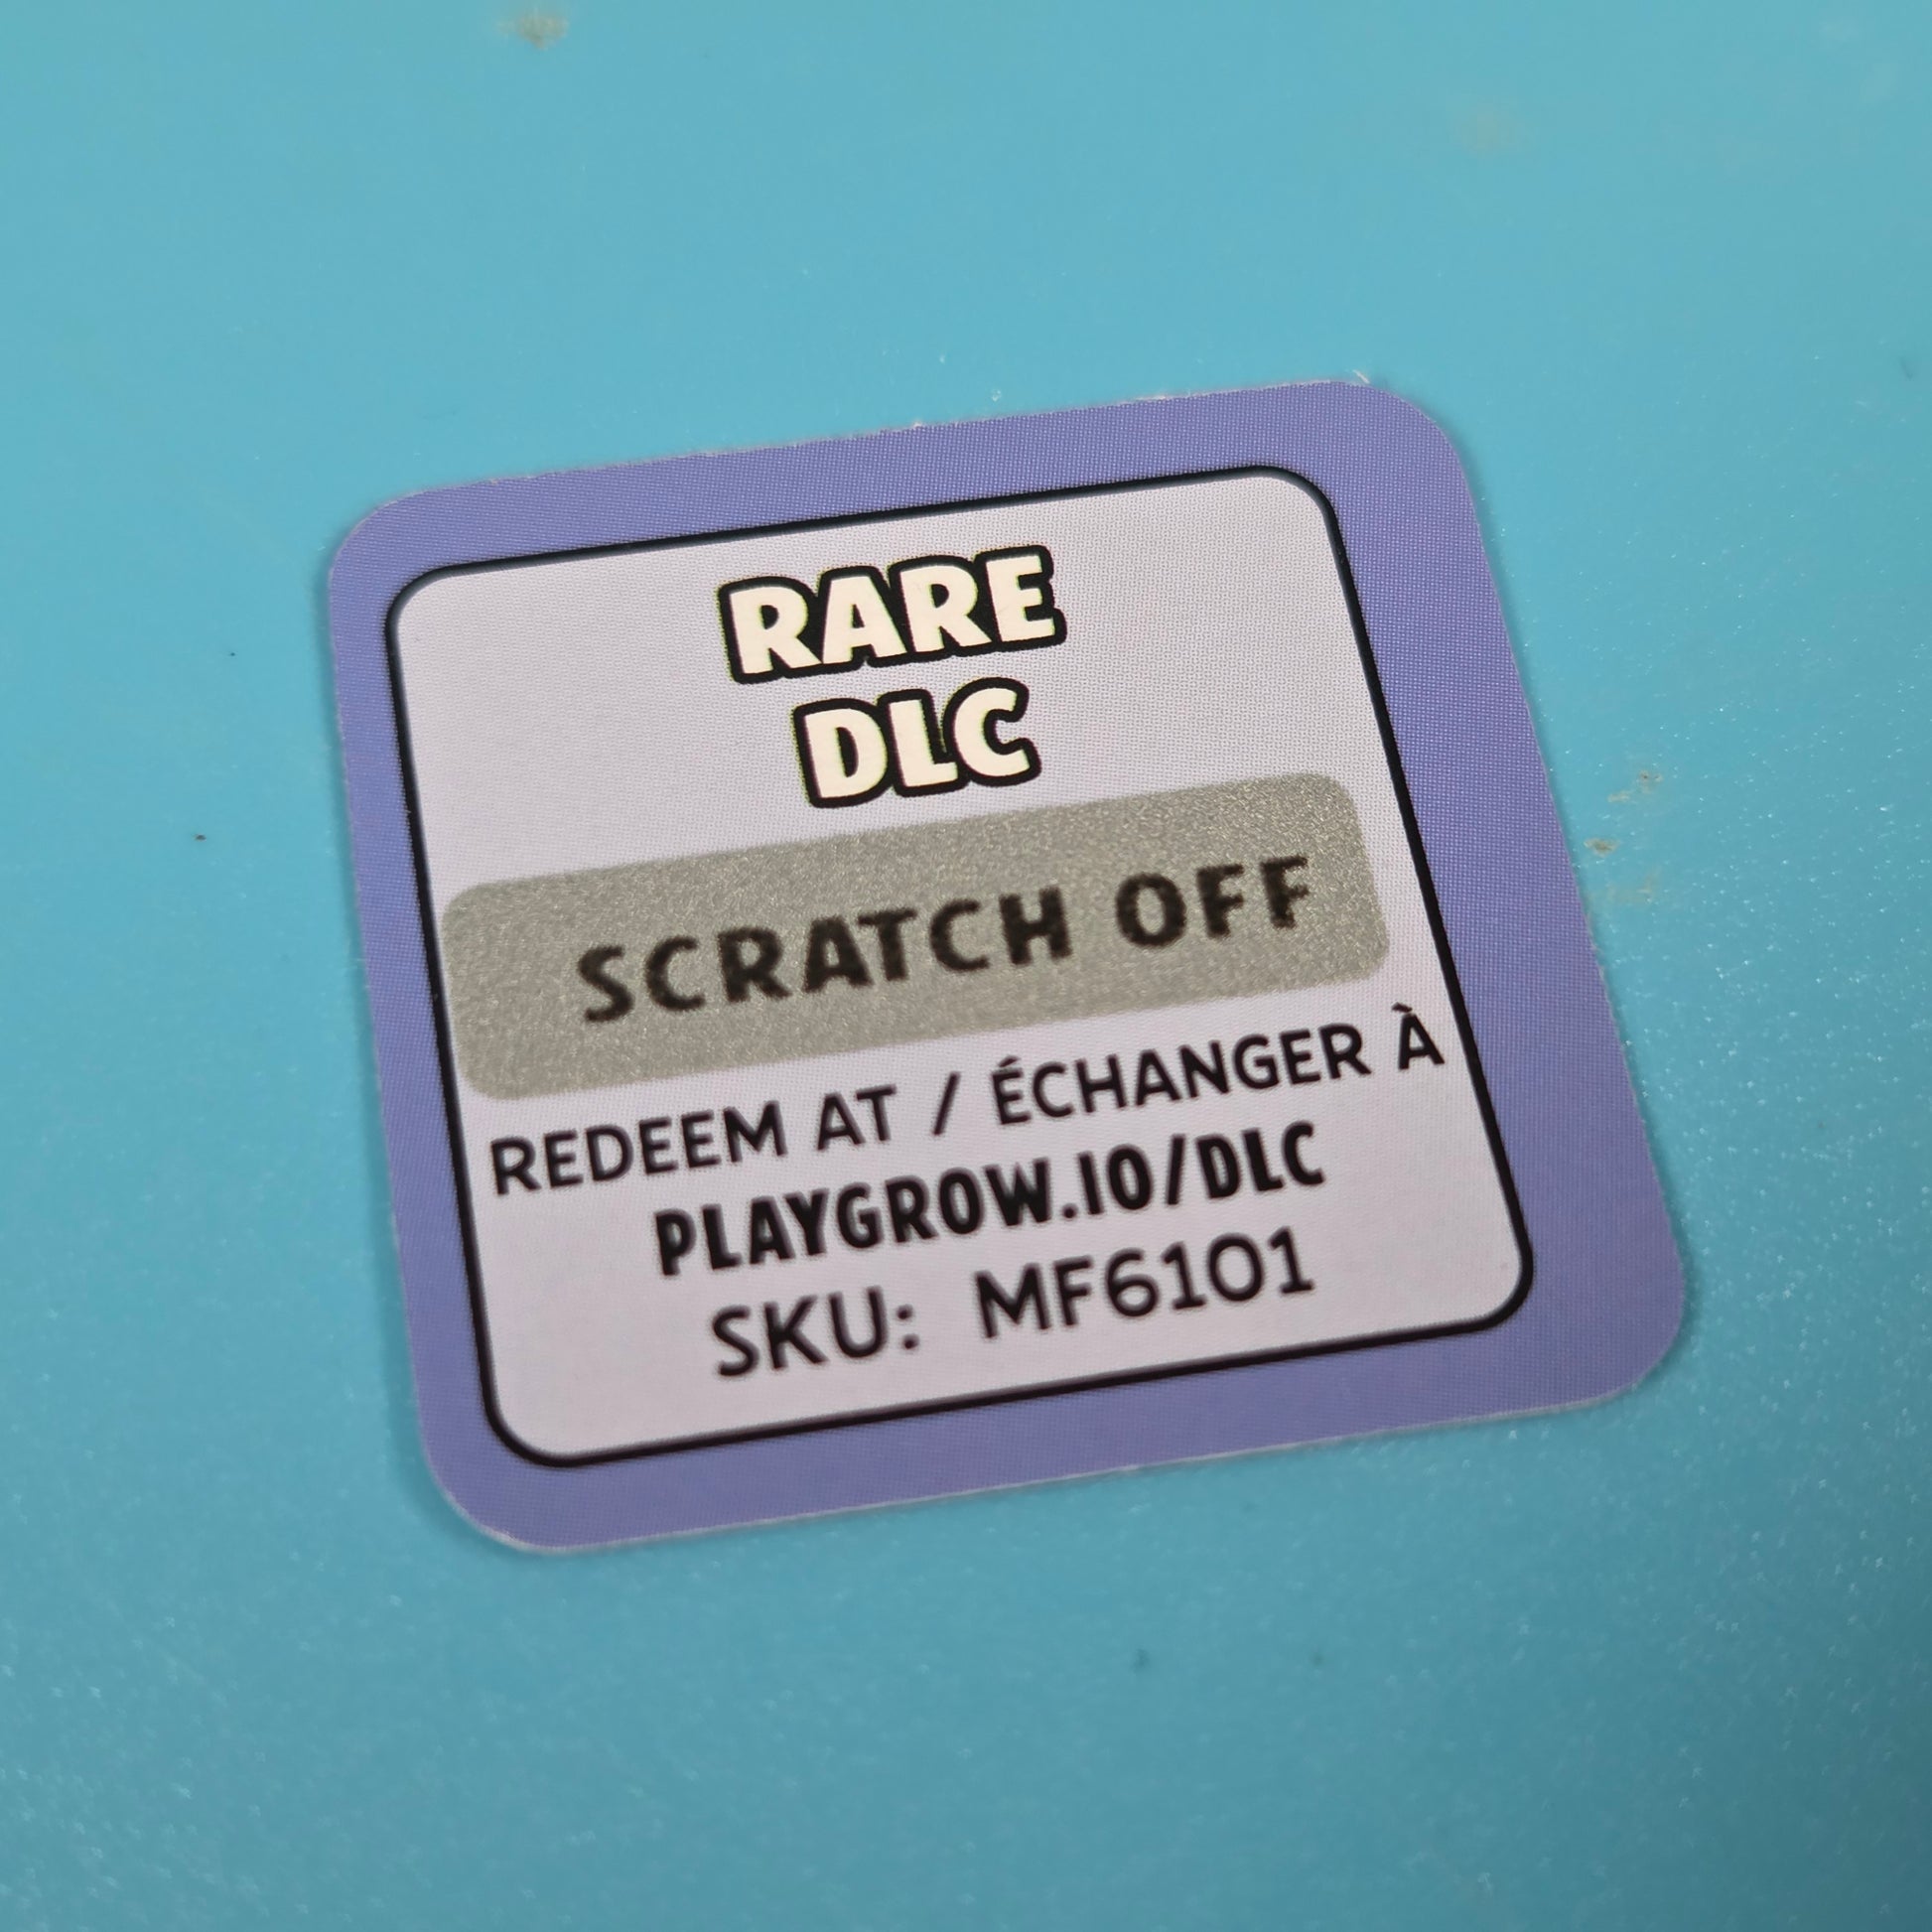 RARE
DLC
SCRATCH OFF
REDEEM AT / ÉCHANGER À
PLAYGROW.IO/DLC
SKU: MF6101